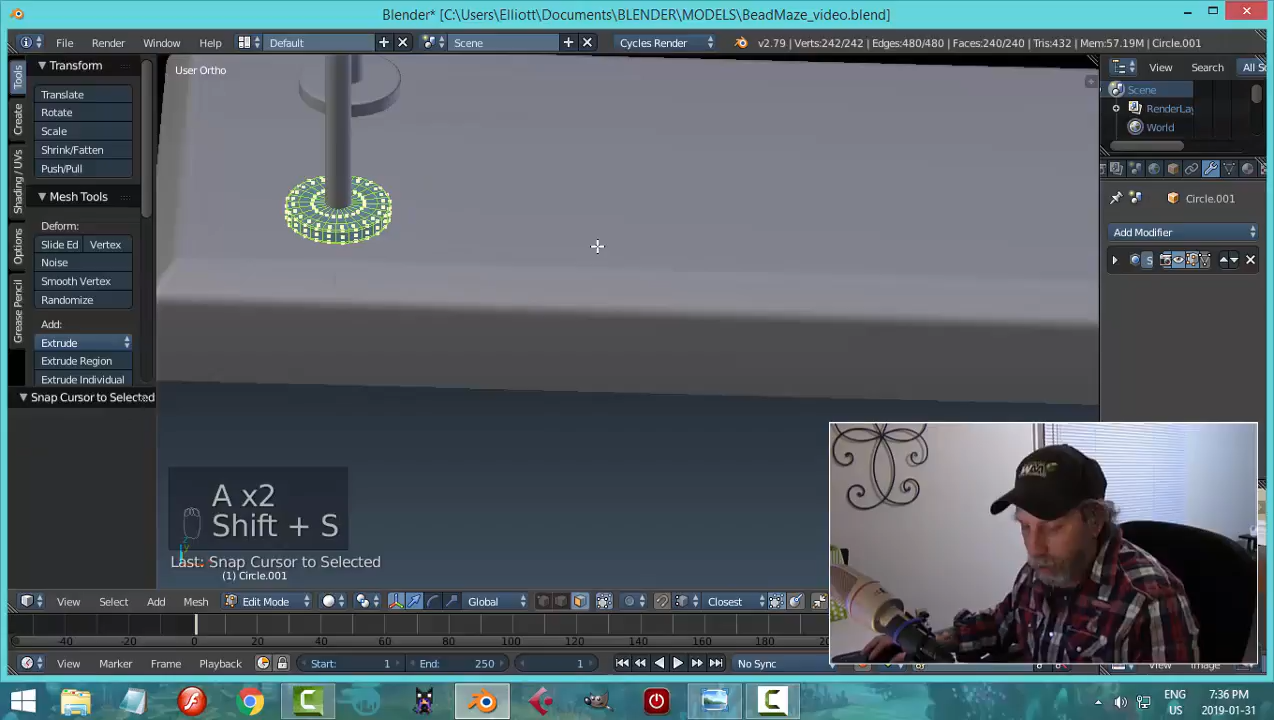 Blender* [C:\Users\Elliott\Documents\BLENDER\MODELS\BeadMaze_video.blend]
File Render Window Help Default Scene Cycles Render v2.79 | Verts:242/242 | Edges:480/480 | Faces:240/240 | Tris:432 | Mem:57.19M | Circle.001
Transform
User Ortho
View Search All Sc
Scene
RenderLay
World
Tools
Create
Shading / UVs
Options
Grease Pencil
Translate
Rotate
Scale
Shrink/Fatten
Push/Pull
Mesh Tools
Deform:
Slide Ed Vertex
Noise
Smooth Vertex
Randomize
Add:
Extrude
Extrude Region
Extrude Individual
Snap Cursor to Selected
Circle.001
Add Modifier
S
A x2
Shift + S
Last: Snap Cursor to Selected
(1) Circle.001
View Select Add Mesh Edit Mode Global Closest
-40 -20 0 20 40 60 80 100 120 140 160 180
View Marker Frame Playback Start: 1 End: 250 1 No Sync
View Image
ENG
US
7:36 PM
2019-01-31